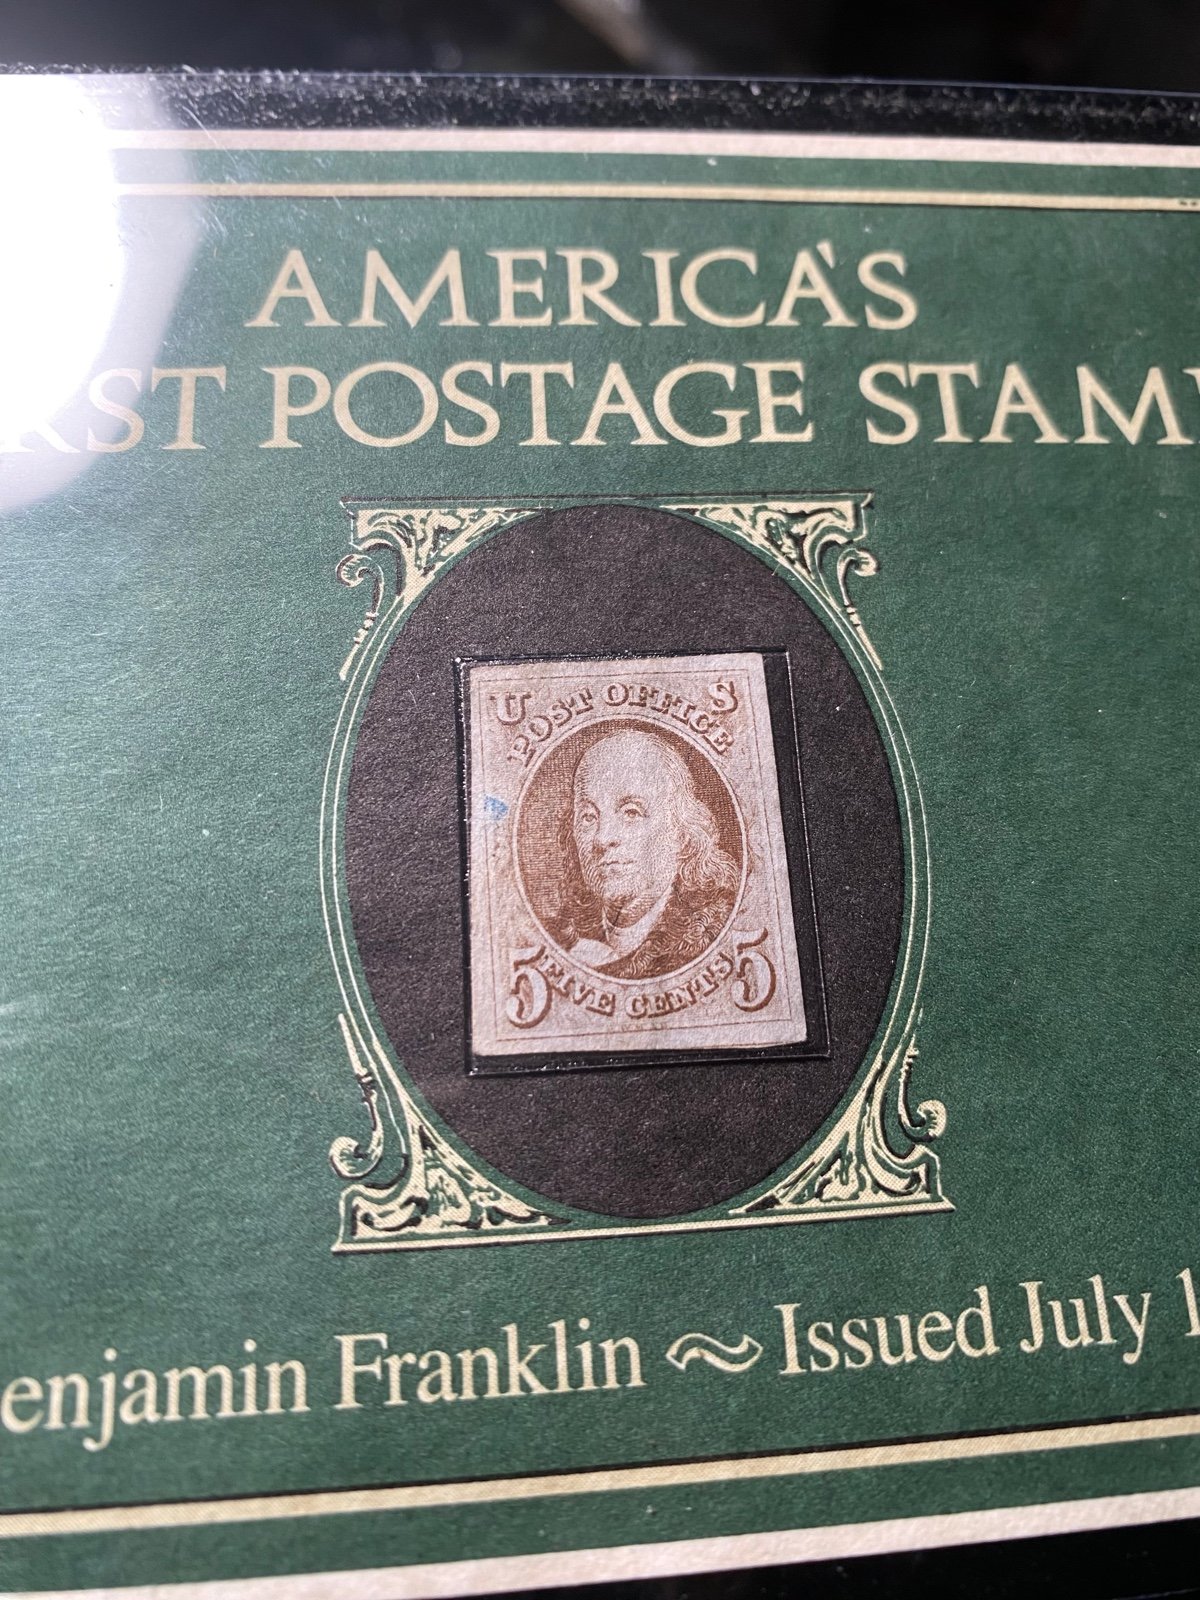 AMERICA'S
RST POSTAGE STAM
U S
POST OFFICE
5 FIVE CENTS 5
enjamin Franklin ~ Issued July 1